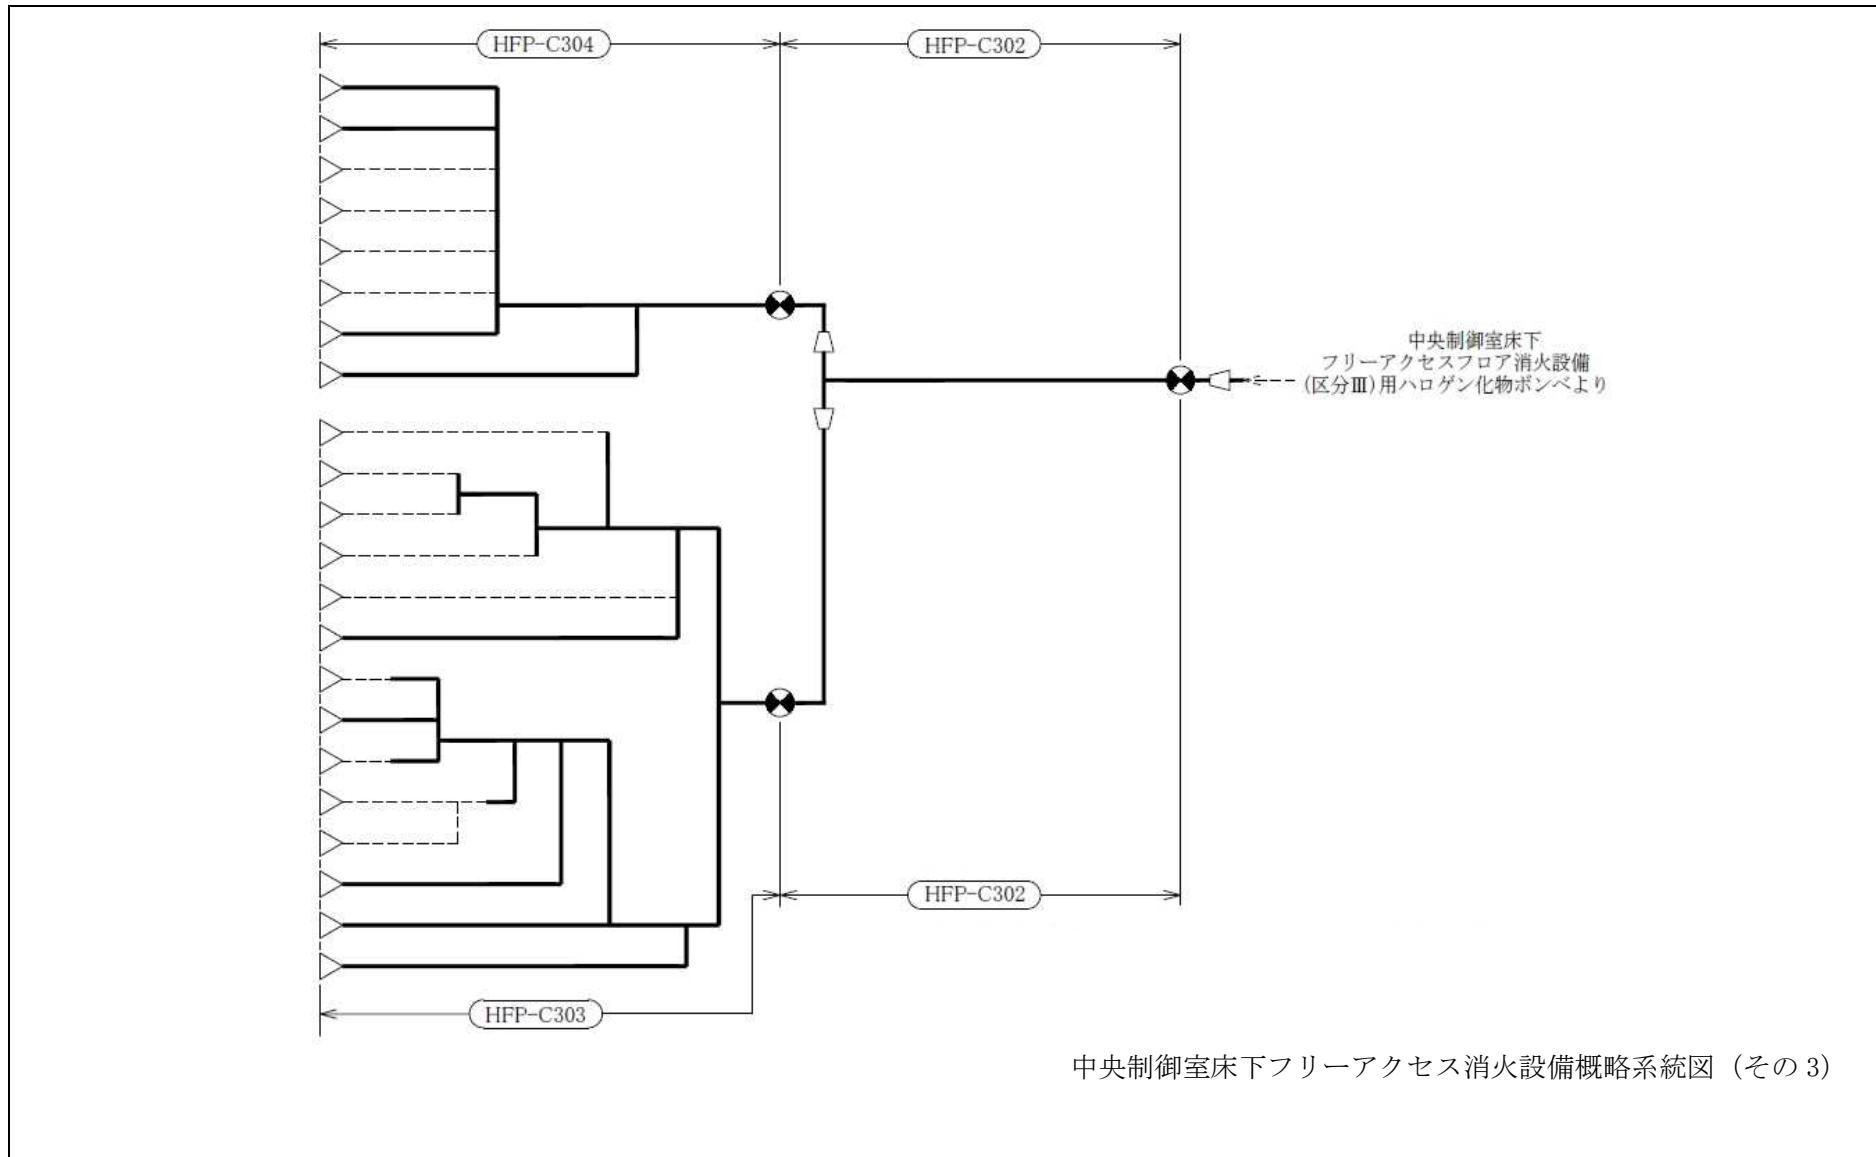 HFP-C304
HFP-C302
中央制御室床下
フリーアクセスフロア消火設備
(区分Ⅲ)用ハロゲン化物ボンベより
HFP-C302
HFP-C303
中央制御室床下フリーアクセス消火設備概略系統図（その 3）